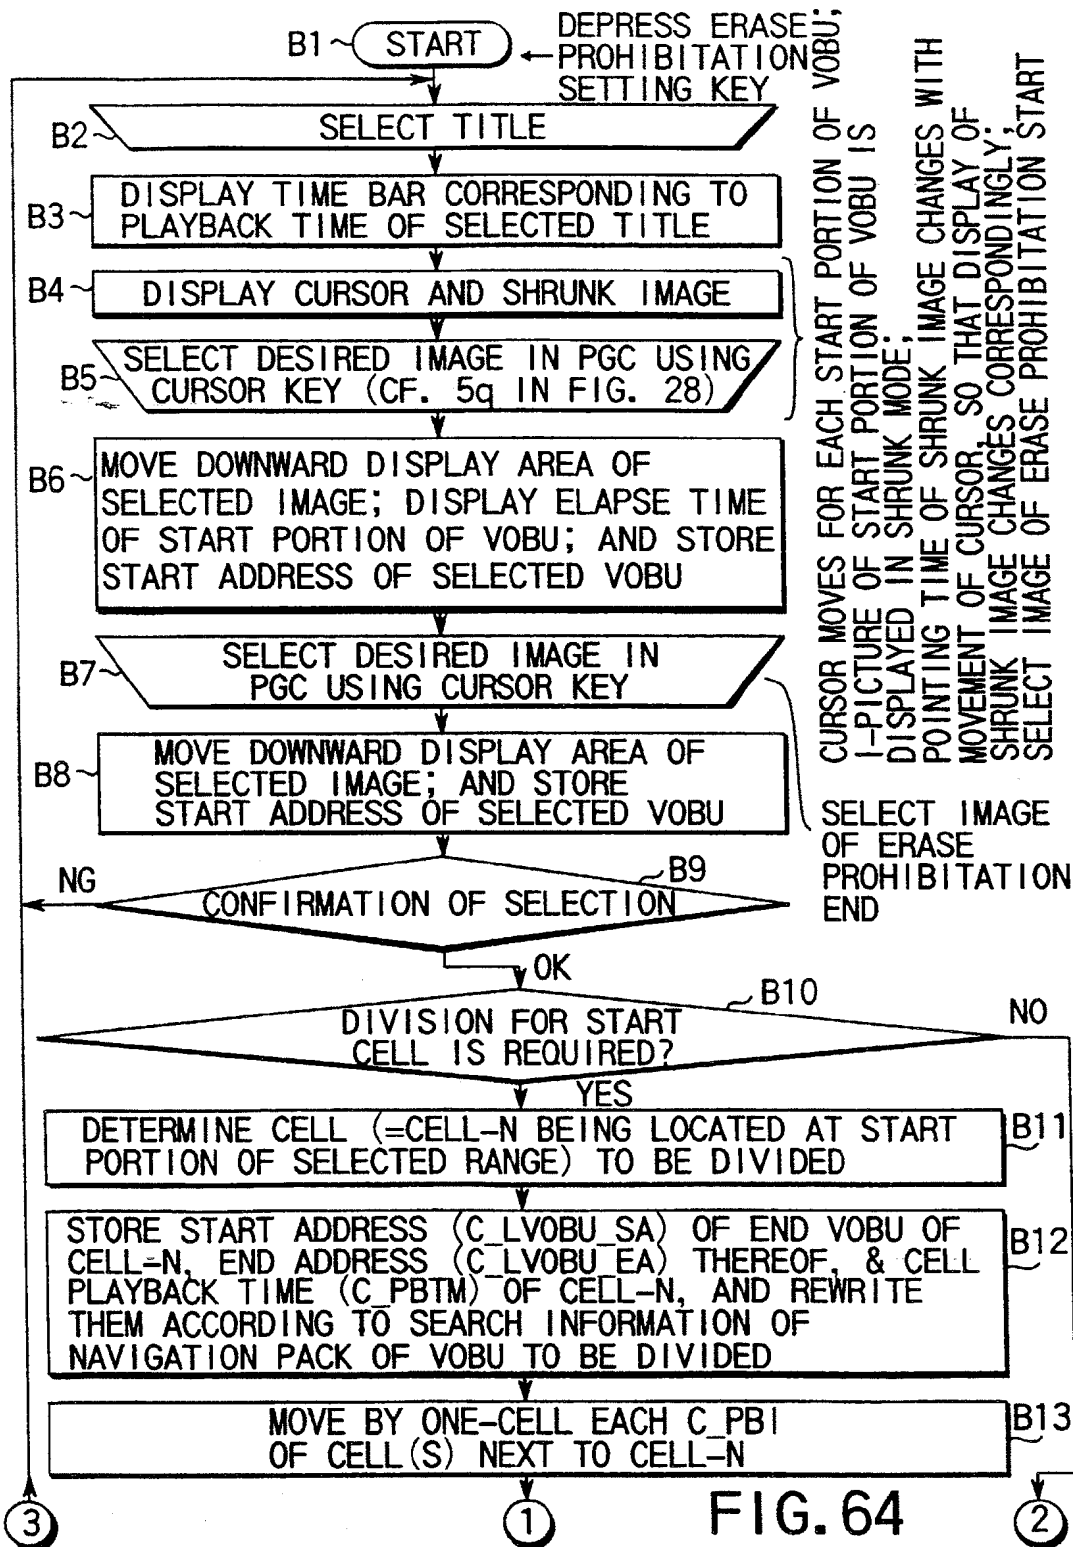 B1
START
DEPRESS ERASE
PROHIBITATION
SETTING KEY
B2
SELECT TITLE
B3
DISPLAY TIME BAR CORRESPONDING TO
PLAYBACK TIME OF SELECTED TITLE
B4
DISPLAY CURSOR AND SHRUNK IMAGE
B5
SELECT DESIRED IMAGE IN PGC USING
CURSOR KEY (CF. 5q IN FIG. 28)
CURSOR MOVES FOR EACH START PORTION OF VOBU;
I-PICTURE OF START PORTION OF VOBU IS
DISPLAYED IN SHRUNK MODE;
POINTING TIME OF SHRUNK IMAGE CHANGES WITH
MOVEMENT OF CURSOR, SO THAT DISPLAY OF
SHRUNK IMAGE CHANGES CORRESPONDINGLY;
SELECT IMAGE OF ERASE PROHIBITATION START
B6
MOVE DOWNWARD DISPLAY AREA OF
SELECTED IMAGE; DISPLAY ELAPSE TIME
OF START PORTION OF VOBU; AND STORE
START ADDRESS OF SELECTED VOBU
B7
SELECT DESIRED IMAGE IN
PGC USING CURSOR KEY
SELECT IMAGE
OF ERASE
PROHIBITATION
END
B8
MOVE DOWNWARD DISPLAY AREA OF
SELECTED IMAGE; AND STORE
START ADDRESS OF SELECTED VOBU
B9
NG
CONFIRMATION OF SELECTION
OK
B10
DIVISION FOR START
CELL IS REQUIRED?
NO
YES
B11
DETERMINE CELL (=CELL-N BEING LOCATED AT START
PORTION OF SELECTED RANGE) TO BE DIVIDED
B12
STORE START ADDRESS (C_LVOBU_SA) OF END VOBU OF
CELL-N, END ADDRESS (C_LVOBU_EA) THEREOF, & CELL
PLAYBACK TIME (C_PBTM) OF CELL-N, AND REWRITE
THEM ACCORDING TO SEARCH INFORMATION OF
NAVIGATION PACK OF VOBU TO BE DIVIDED
B13
MOVE BY ONE-CELL EACH C_PBI
OF CELL(S) NEXT TO CELL-N
3
1
FIG. 64
2